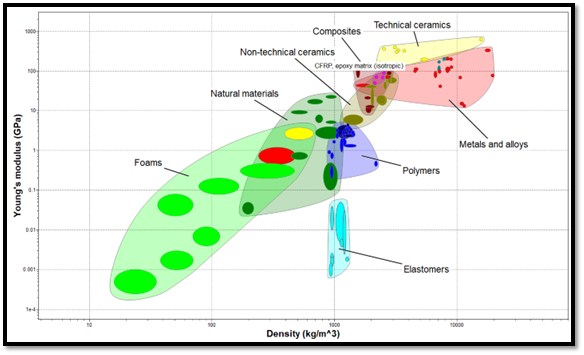 Technical ceramics
Composites
Non-technical ceramics
CFRP, epoxy matrix (isotropic)
Natural materials
Foams
Metals and alloys
Polymers
Elastomers
Young's modulus (GPa)
1000
100
10
1
0.1
0.01
0.001
1e-4
10
100
1000
10000
Density (kg/m^3)